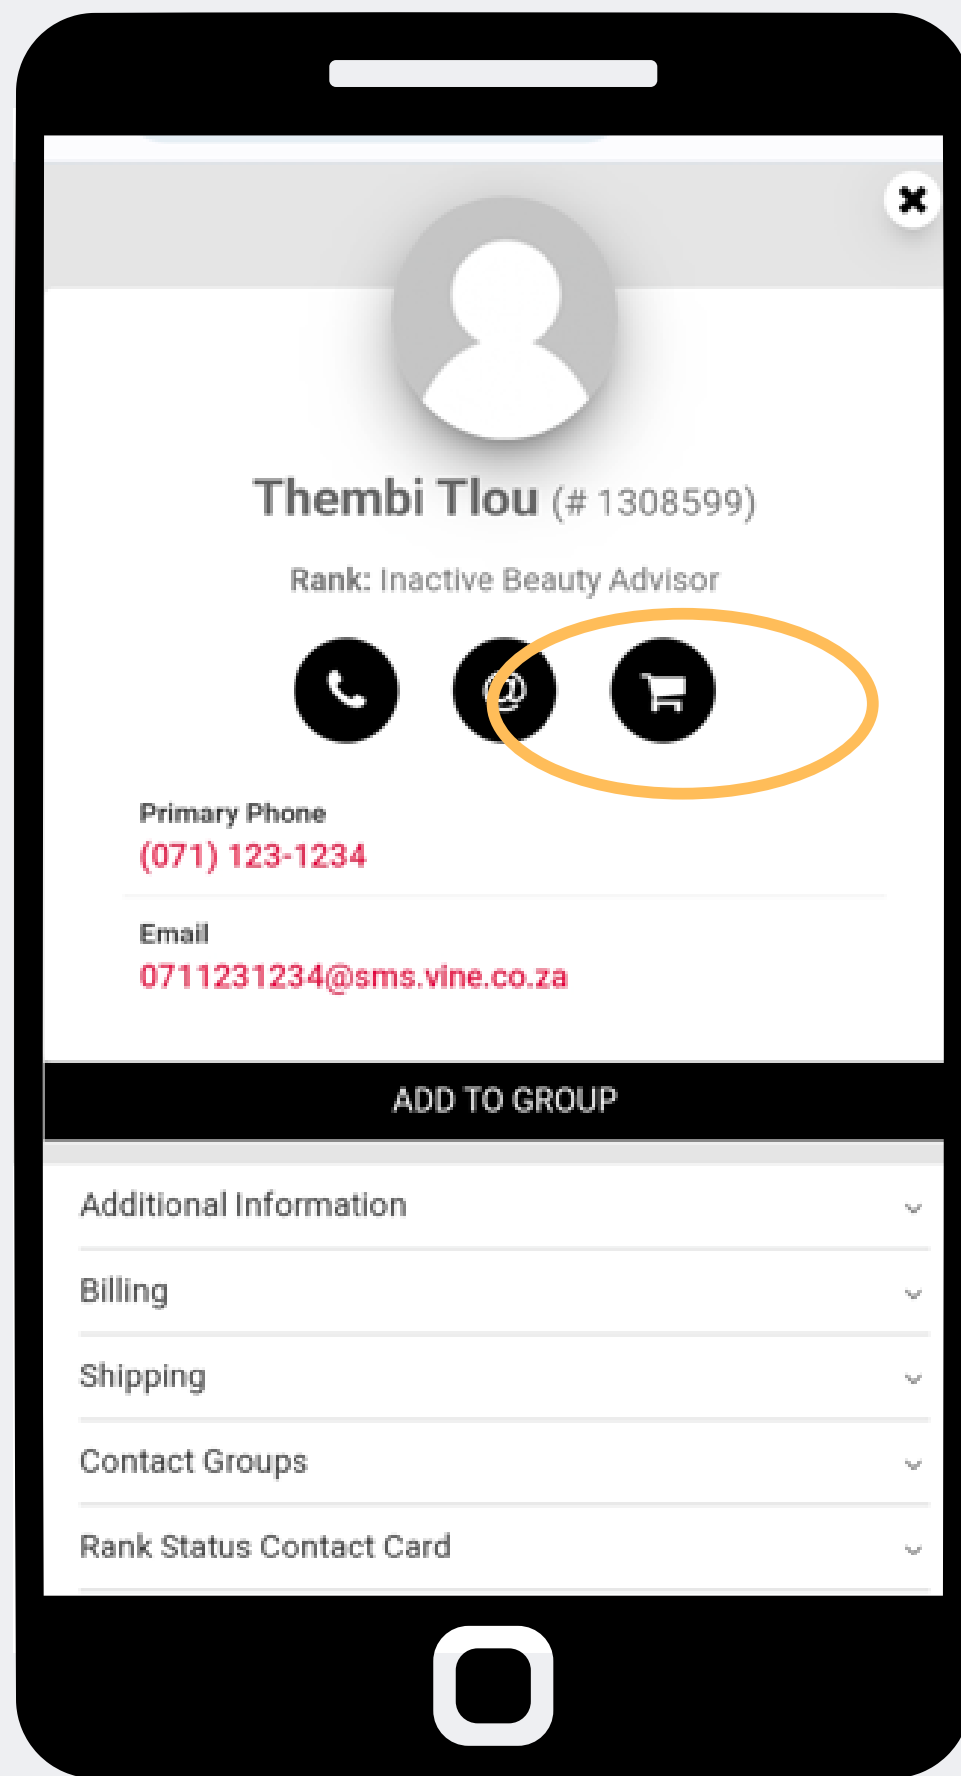 Thembi Tlou (# 1308599)
Rank: Inactive Beauty Advisor
@
Primary Phone
(071) 123-1234
Email
0711231234@sms.vine.co.za
ADD TO GROUP
Additional Information
Billing
Shipping
Contact Groups
Rank Status Contact Card